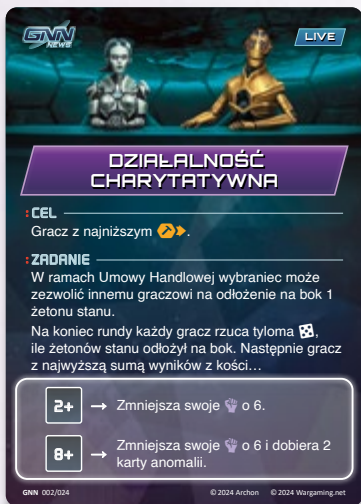 GNN
NEWS
LIVE
DZIAŁALNOŚĆ
CHARYTATYWNA
:CEL
Gracz z najniższym .
:ZADANIE
W ramach Umowy Handlowej wybraniec może
zezwolić innemu graczowi na odłożenie na bok 1
żetonu stanu.
Na koniec rundy każdy gracz rzuca tyloma ,
ile żetonów stanu odłożył na bok. Następnie gracz
z najwyższą sumą wyników z kości…
2+ → Zmniejsza swoje o 6.
8+ → Zmniejsza swoje o 6 i dobiera 2
karty anomalii.
GNN 002/024 © 2024 Archon © 2024 Wargaming.net